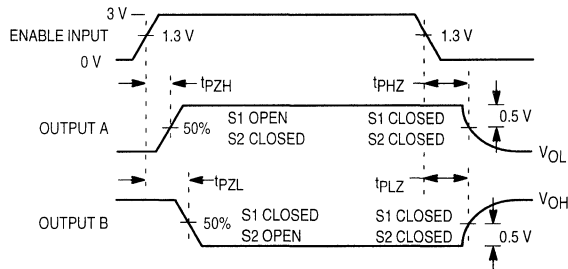 3 V
ENABLE INPUT
1.3 V
1.3 V
0 V
tPZH
tPHZ
OUTPUT A
50%
S1 OPEN
S2 CLOSED
S1 CLOSED
S2 CLOSED
0.5 V
VOL
tPZL
tPLZ
OUTPUT B
50%
S1 CLOSED
S2 OPEN
S1 CLOSED
S2 CLOSED
VOH
0.5 V